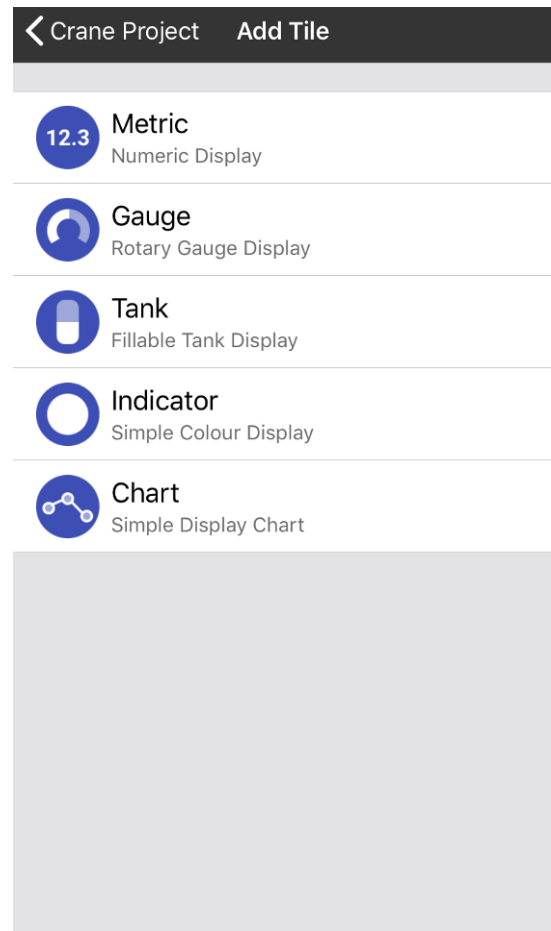 Crane Project Add Tile
12.3
Metric
Numeric Display
Gauge
Rotary Gauge Display
Tank
Fillable Tank Display
Indicator
Simple Colour Display
Chart
Simple Display Chart